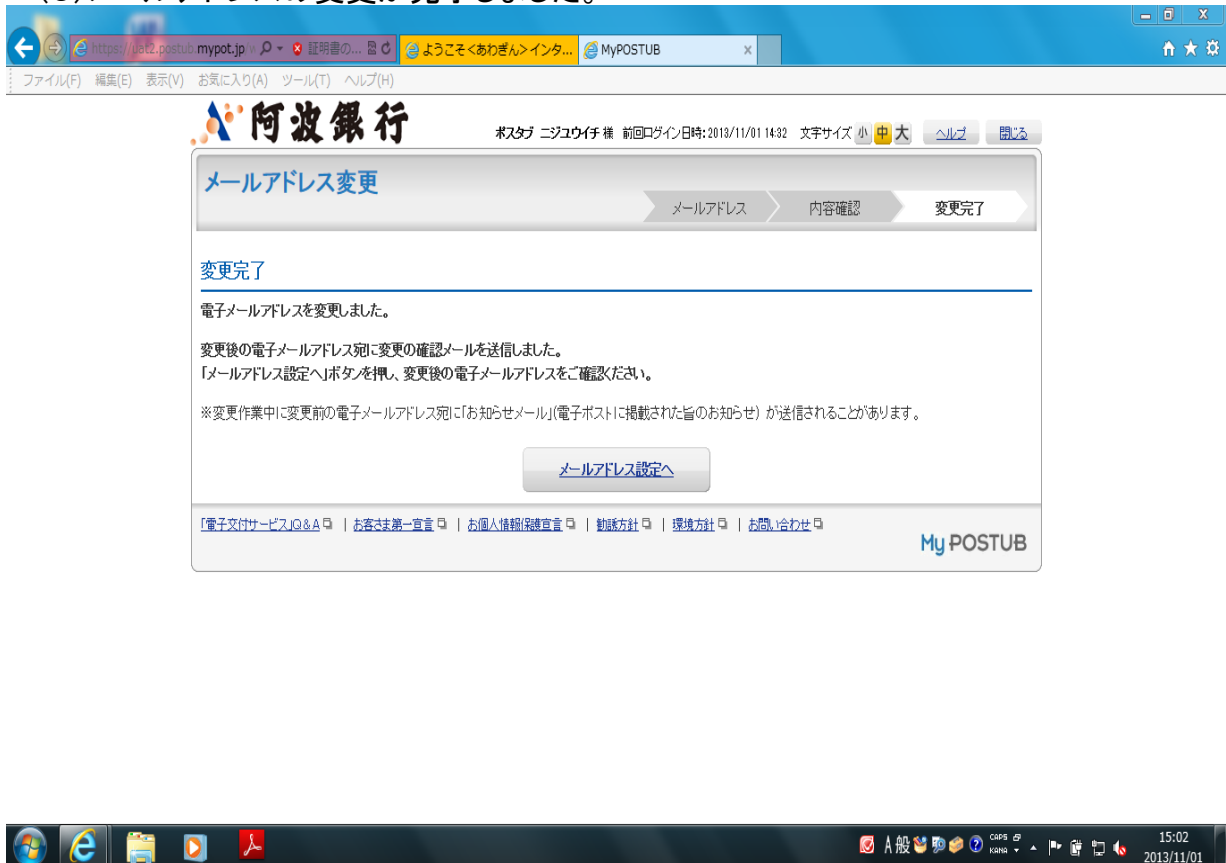 メールアドレスの変更が完了しました。
https://uat2.postub.mypot.jp
証明書の...
ようこそ<あわぎん>インタ...
MyPOSTUB
ファイル(F) 編集(E) 表示(V) お気に入り(A) ツール(T) ヘルプ(H)
阿波銀行
ポスタブ ニジユウイチ 様 前回ログイン日時:2013/11/01 14:32 文字サイズ 小 中 大 ヘルプ 閉じる
メールアドレス変更
メールアドレス 内容確認 変更完了
変更完了
電子メールアドレスを変更しました。
変更後の電子メールアドレス宛に変更の確認メールを送信しました。
「メールアドレス設定へ」ボタンを押し、変更後の電子メールアドレスをご確認ください。
※変更作業中に変更前の電子メールアドレス宛に「お知らせメール」(電子ポストに掲載された旨のお知らせ) が送信されることがあります。
メールアドレス設定へ
「電子交付サービス」Q&A | お客さま第一宣言 | お個人情報保護宣言 | 勧誘方針 | 環境方針 | お問い合わせ
My POSTUB
A 般 CAPS KANA
15:02
2013/11/01